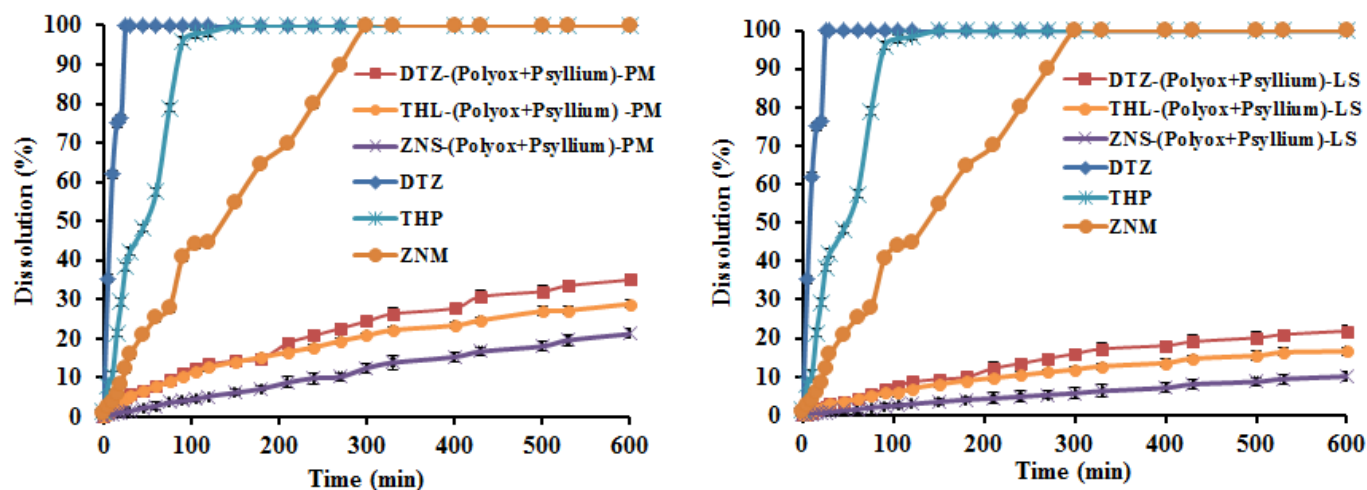 Dissolution (%)
100
90
80
70
60
50
40
30
20
10
0
DTZ-(Polyox+Psyllium)-PM
THL-(Polyox+Psyllium) -PM
ZNS-(Polyox+Psyllium)-PM
DTZ
THP
ZNM
0 100 200 300 400 500 600
Time (min)
Dissolution (%)
100
90
80
70
60
50
40
30
20
10
0
DTZ-(Polyox+Psyllium)-LS
THL-(Polyox+Psyllium)-LS
ZNS-(Polyox+Psyllium)-LS
DTZ
THP
ZNM
0 100 200 300 400 500 600
Time (min)